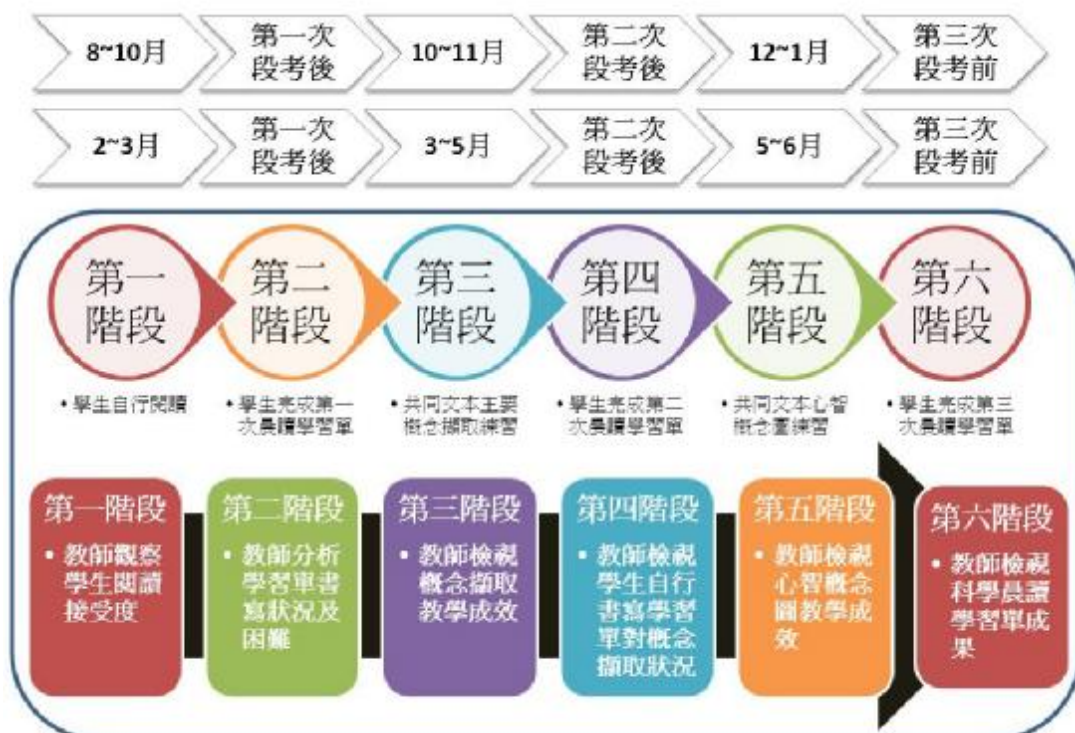 8~10月
第一次
段考後
10~11月
第二次
段考後
12~1月
第三次
段考前
2~3月
第一次
段考後
3~5月
第二次
段考後
5~6月
第三次
段考前
第一
階段
第二
階段
第三
階段
第四
階段
第五
階段
第六
階段
• 學生自行閱讀
• 學生完成第一
次晨讀學習單
• 共同文本主要
概念擷取練習
• 學生完成第二
次晨讀學習單
• 共同文本心智
概念圖練習
• 學生完成第三
次晨讀學習單
第一階段
• 教師觀察
學生閱讀
接受度
第二階段
• 教師分析
學習單書
寫狀況及
困難
第三階段
• 教師檢視
概念擷取
教學成效
第四階段
• 教師檢視
學生自行
書寫學習
單對概念
擷取狀況
第五階段
• 教師檢視
心智概念
圖教學成
效
第六階段
• 教師檢視
科學晨讀
學習單成
果